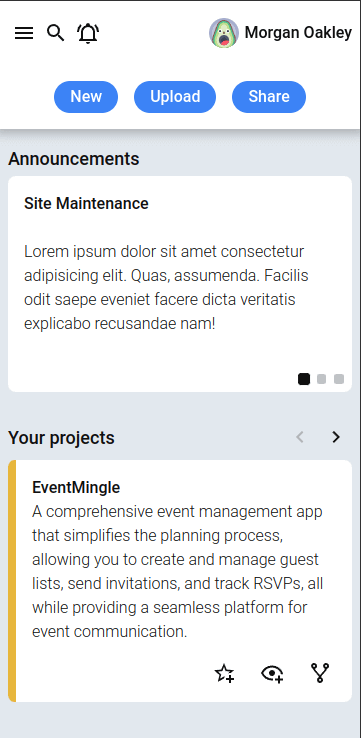 Morgan Oakley
New Upload Share
Announcements
Site Maintenance
Lorem ipsum dolor sit amet consectetur
adipisicing elit. Quas, assumenda. Facilis
odit saepe eveniet facere dicta veritatis
explicabo recusandae nam!
Your projects
EventMingle
A comprehensive event management app
that simplifies the planning process,
allowing you to create and manage guest
lists, send invitations, and track RSVPs, all
while providing a seamless platform for
event communication.